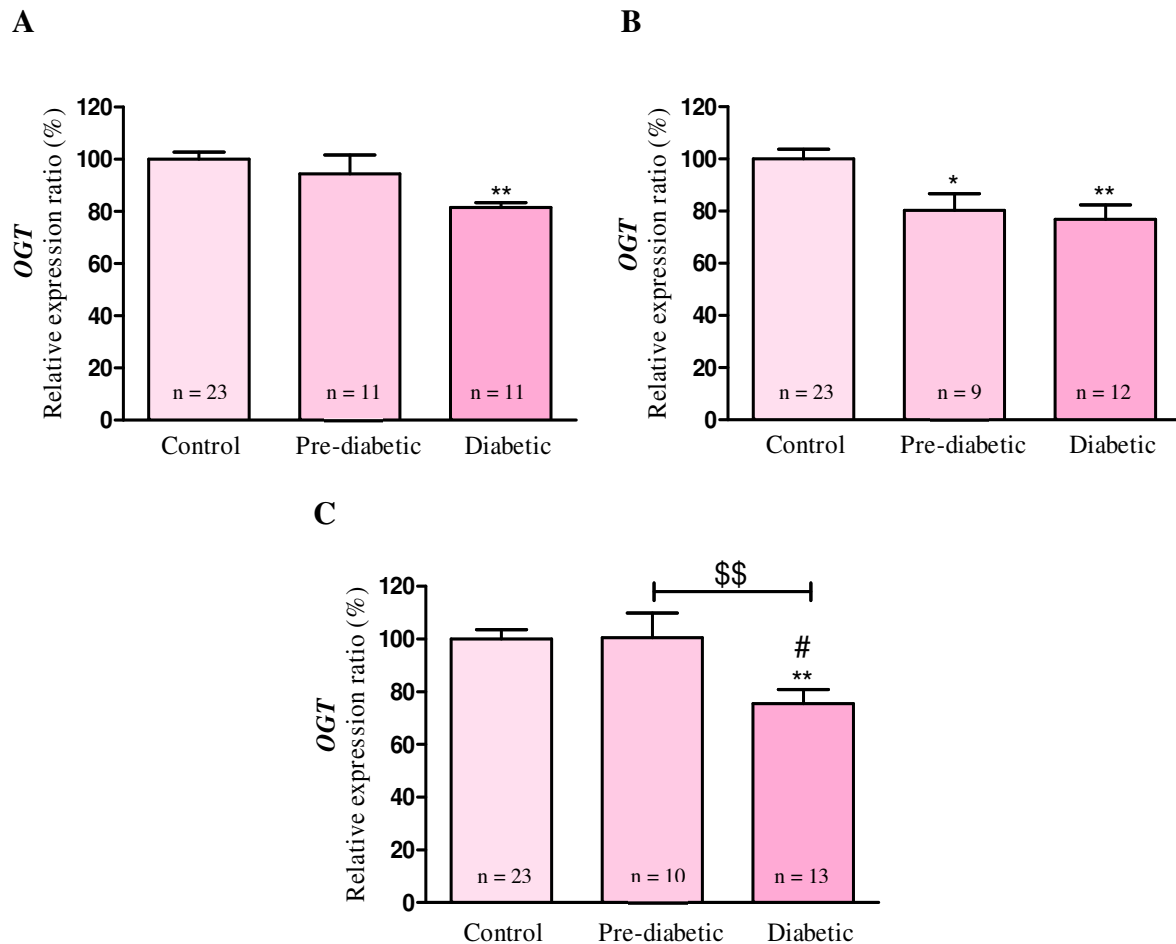 A
OGT
Relative expression ratio (%)
120
100
80
60
40
20
0
**
n = 23
n = 11
n = 11
Control
Pre-diabetic
Diabetic
B
OGT
Relative expression ratio (%)
120
100
80
60
40
20
0
*
**
n = 23
n = 9
n = 12
Control
Pre-diabetic
Diabetic
C
OGT
Relative expression ratio (%)
120
100
80
60
40
20
0
$$
#
**
n = 23
n = 10
n = 13
Control
Pre-diabetic
Diabetic